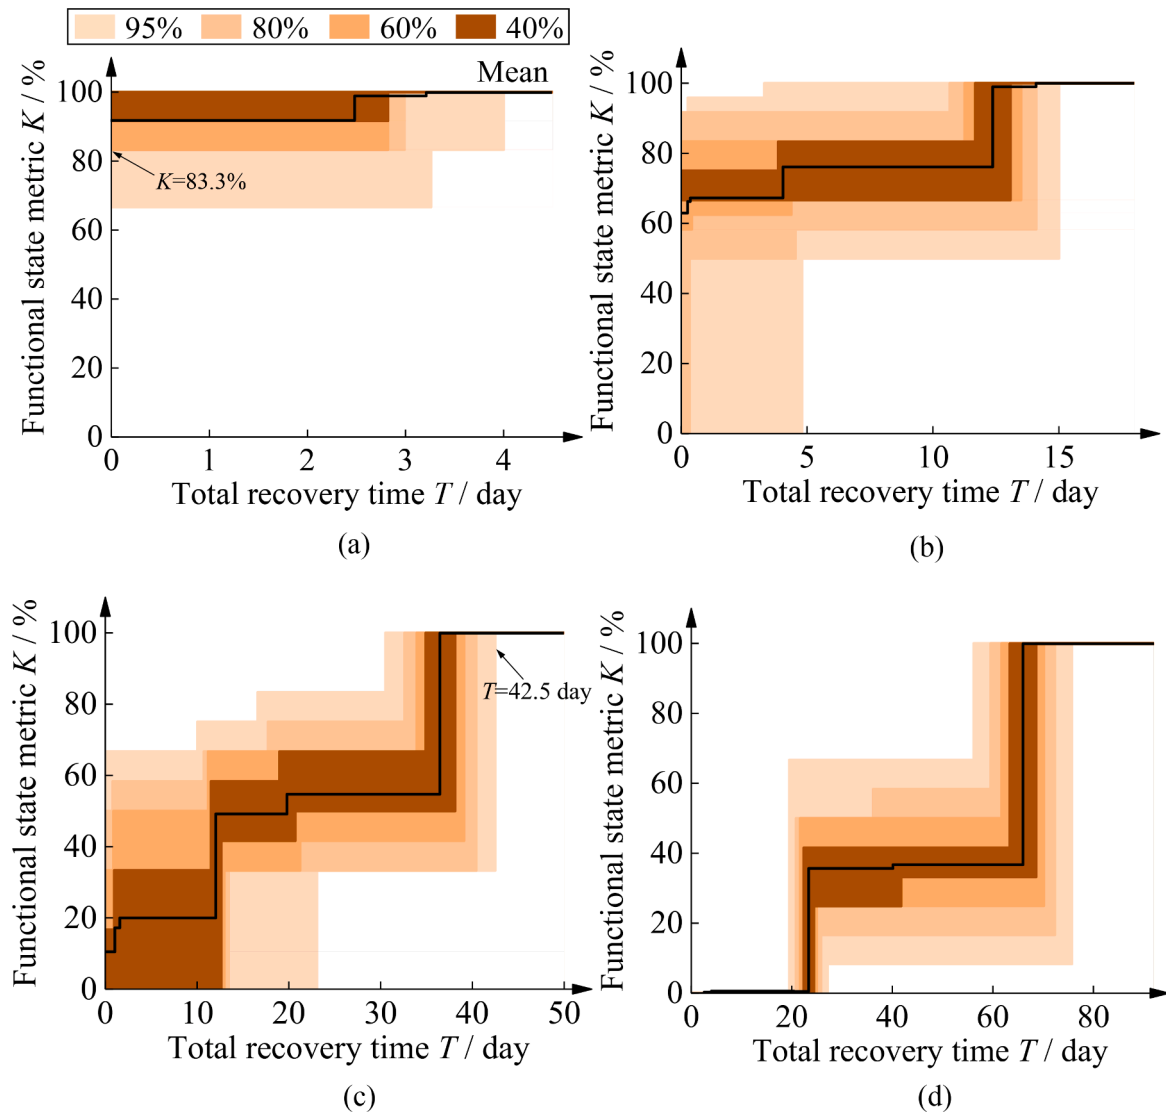 95% 80% 60% 40%
Functional state metric K / %
Mean
100
80
60
40
20
0
K=83.3%
0 1 2 3 4
Total recovery time T / day
(a)
Functional state metric K / %
100
80
60
40
20
0
0 5 10 15
Total recovery time T / day
(b)
Functional state metric K / %
100
80
60
40
20
0
T=42.5 day
0 10 20 30 40 50
Total recovery time T / day
(c)
Functional state metric K / %
100
80
60
40
20
0
0 20 40 60 80
Total recovery time T / day
(d)